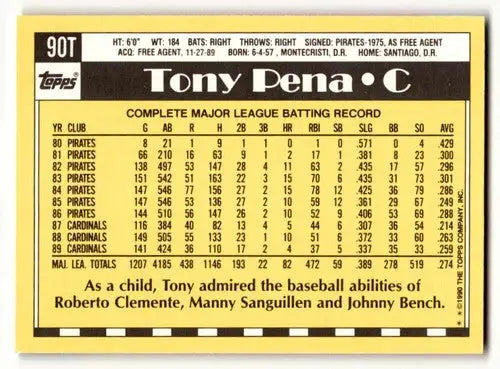 90T
HT: 6'0" WT: 184 BATS: RIGHT THROWS: RIGHT SIGNED: PIRATES-1975, AS FREE AGENT
ACQ: FREE AGENT, 11-27-89 BORN: 6-4-57, MONTECRISTI, D.R. HOME: SANTIAGO, D.R.
Topps®
Tony Pena • C
COMPLETE MAJOR LEAGUE BATTING RECORD
YR CLUB G AB R H 2B 3B HR RBI SB SLG BB SO AVG
80 PIRATES 8 21 1 9 1 1 0 1 0 .571 0 4 .429
81 PIRATES 66 210 16 63 9 1 2 17 1 .381 8 23 .300
82 PIRATES 138 497 53 147 28 4 11 63 2 .435 17 57 .296
83 PIRATES 151 542 51 163 22 3 15 70 6 .435 31 73 .301
84 PIRATES 147 546 77 156 27 2 15 78 12 .425 36 79 .286
85 PIRATES 147 546 53 136 27 2 10 59 12 .361 29 67 .249
86 PIRATES 144 510 56 147 26 2 10 52 9 .406 53 69 .288
87 CARDINALS 116 384 40 82 13 4 5 44 6 .307 36 54 .214
88 CARDINALS 149 505 55 133 23 1 10 51 6 .372 33 60 .263
89 CARDINALS 141 424 36 110 17 2 4 37 5 .337 35 33 .259
MAJ. LEA. TOTALS 1207 4185 438 1146 193 22 82 472 59 .389 278 519 .274
As a child, Tony admired the baseball abilities of
Roberto Clemente, Manny Sanguillen and Johnny Bench.
* * ©1990 THE TOPPS COMPANY, INC.